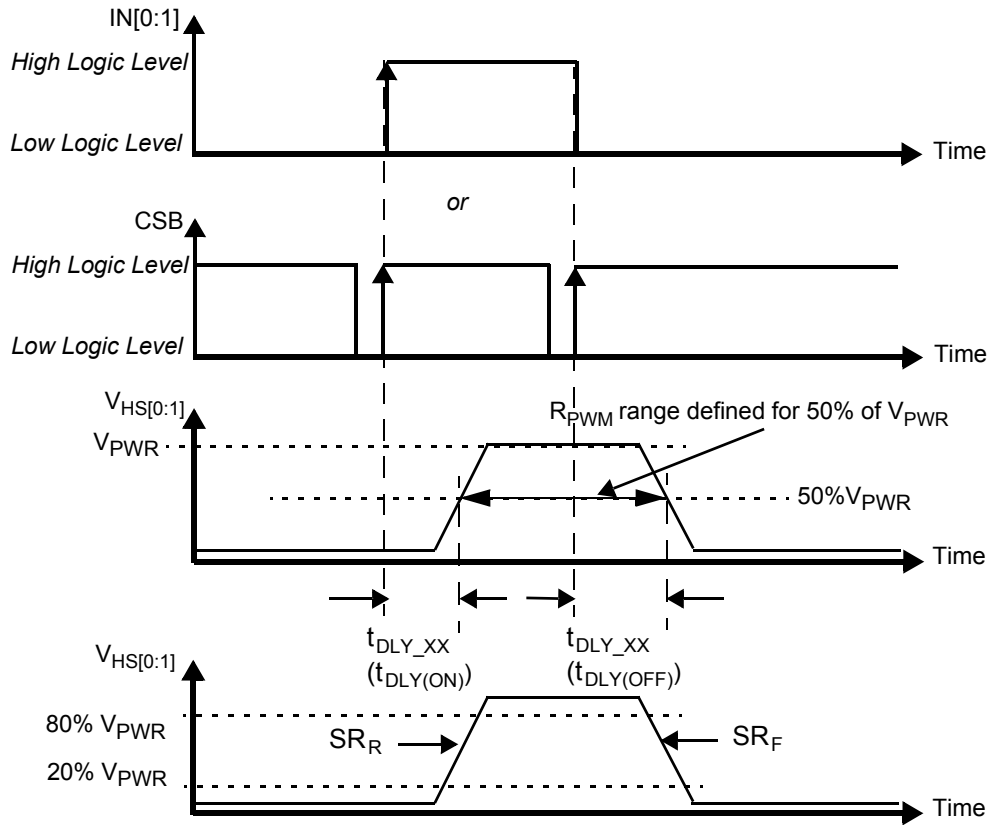 IN[0:1]
High Logic Level
Low Logic Level
Time
or
CSB
High Logic Level
Low Logic Level
Time
VHS[0:1]
RPWM range defined for 50% of VPWR
VPWR
50%VPWR
Time
tDLY_XX
(tDLY(ON))
tDLY_XX
(tDLY(OFF))
VHS[0:1]
80% VPWR
SRR
SRF
20% VPWR
Time